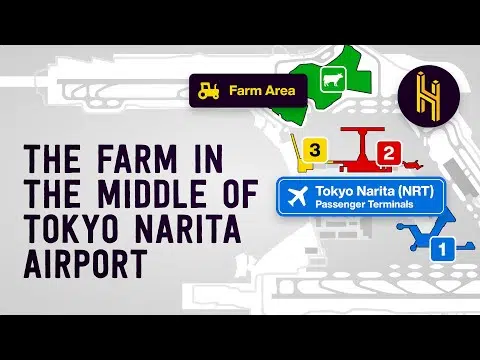 Farm Area
THE FARM IN
THE MIDDLE OF
TOKYO NARITA
AIRPORT
3
2
Tokyo Narita (NRT)
Passenger Terminals
1